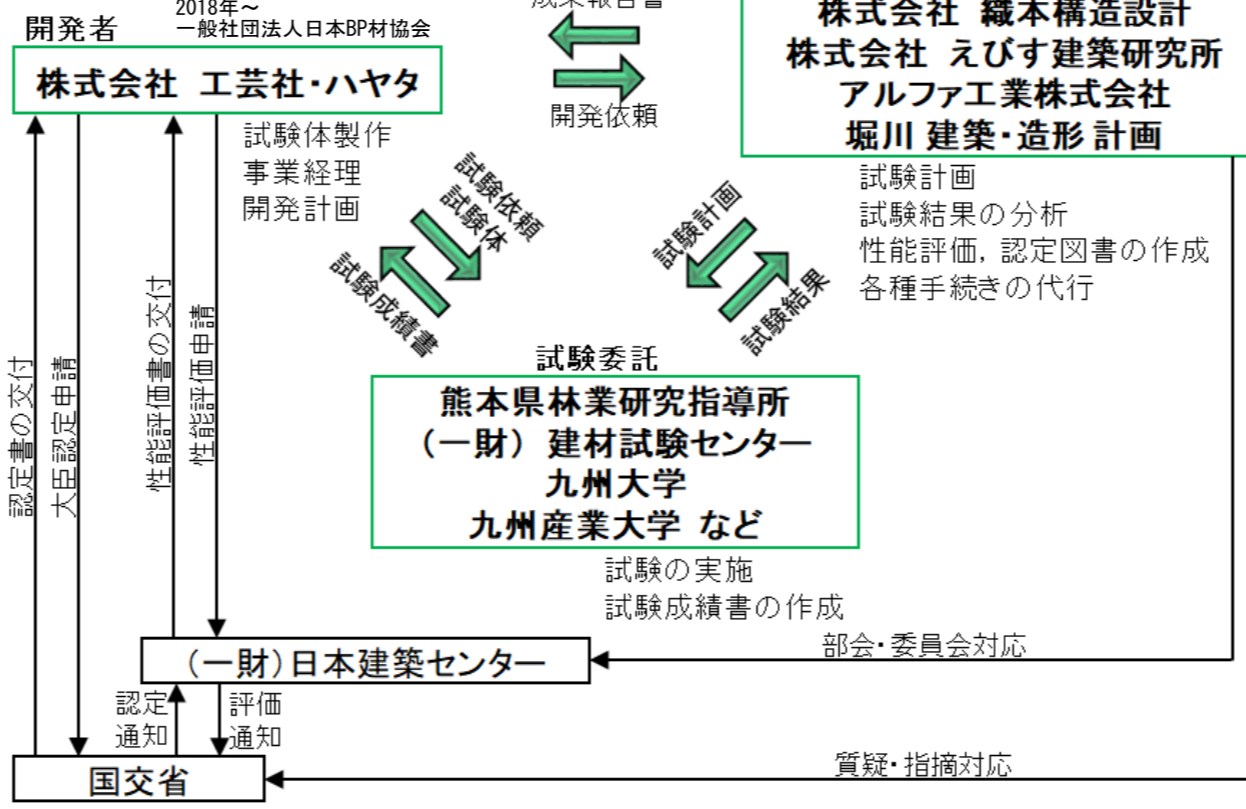 2018年～
開発者 一般社団法人日本BP材協会
株式会社 工芸社・ハヤタ
試験体製作
事業経理
開発計画
成果報告書
開発依頼
株式会社 織本構造設計
株式会社 えびす建築研究所
アルファ工業株式会社
堀川 建築・造形 計画
試験計画
試験結果の分析
性能評価, 認定図書の作成
各種手続きの代行
試験依頼
試験体
試験成績書
試験計画
試験結果
認定書の交付
大臣認定申請
性能評価書の交付
性能評価申請
試験委託
熊本県林業研究指導所
（一財） 建材試験センター
九州大学
九州産業大学 など
試験の実施
試験成績書の作成
部会・委員会対応
（一財）日本建築センター
認定
通知
評価
通知
国交省
質疑・指摘対応